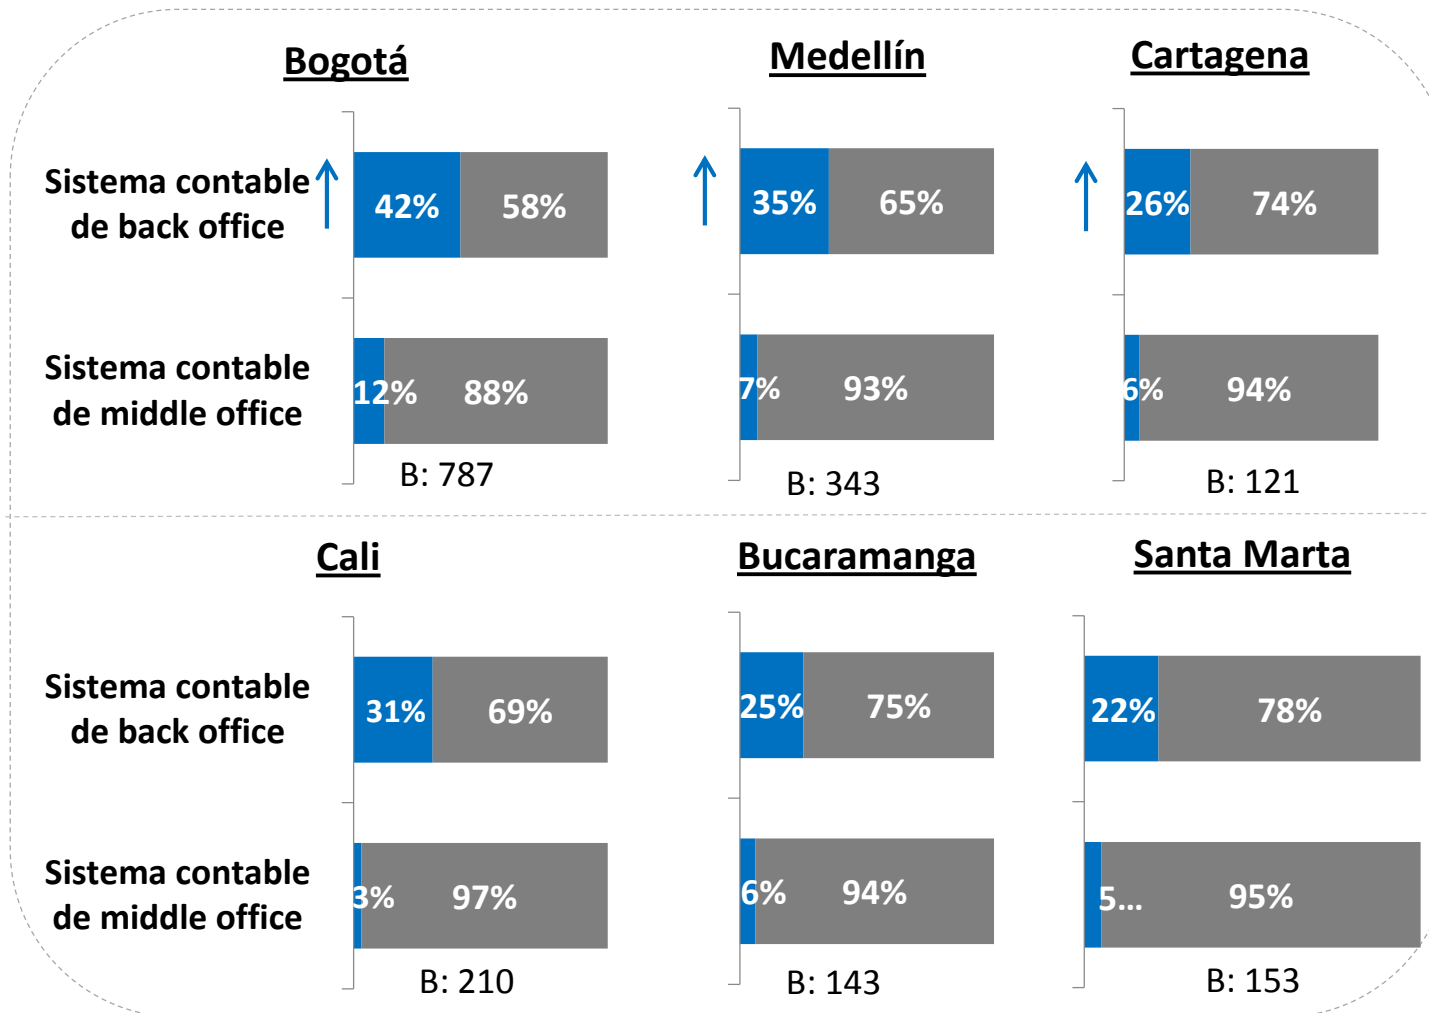 Bogotá
Medellín
Cartagena
Sistema contable
de back office
42% 58%
35% 65%
26% 74%
Sistema contable
de middle office
12% 88%
7% 93%
6% 94%
B: 787
B: 343
B: 121
Cali
Bucaramanga
Santa Marta
Sistema contable
de back office
31% 69%
25% 75%
22% 78%
Sistema contable
de middle office
3% 97%
6% 94%
5... 95%
B: 210
B: 143
B: 153